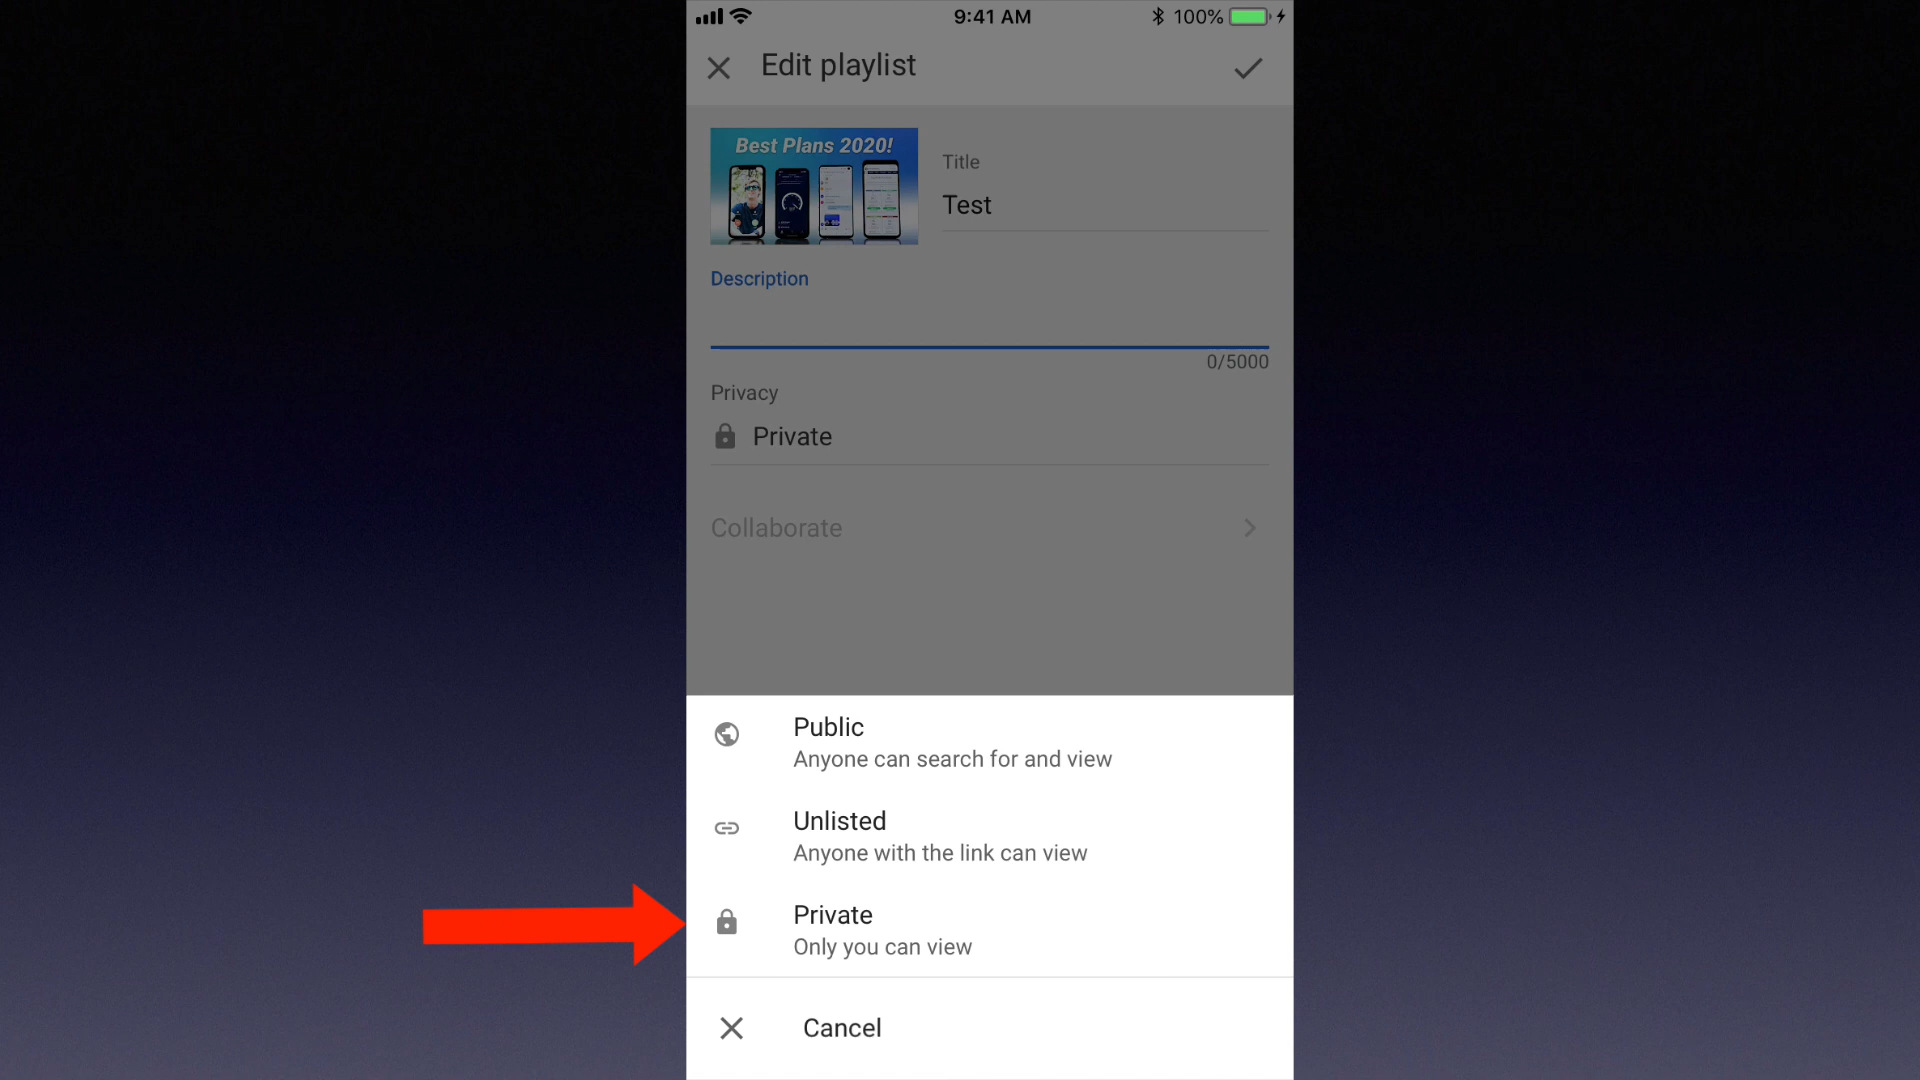 9:41 AM
100%
Edit playlist
Best Plans 2020!
Title
Test
Description
0/5000
Privacy
Private
Collaborate
Public
Anyone can search for and view
Unlisted
Anyone with the link can view
Private
Only you can view
Cancel